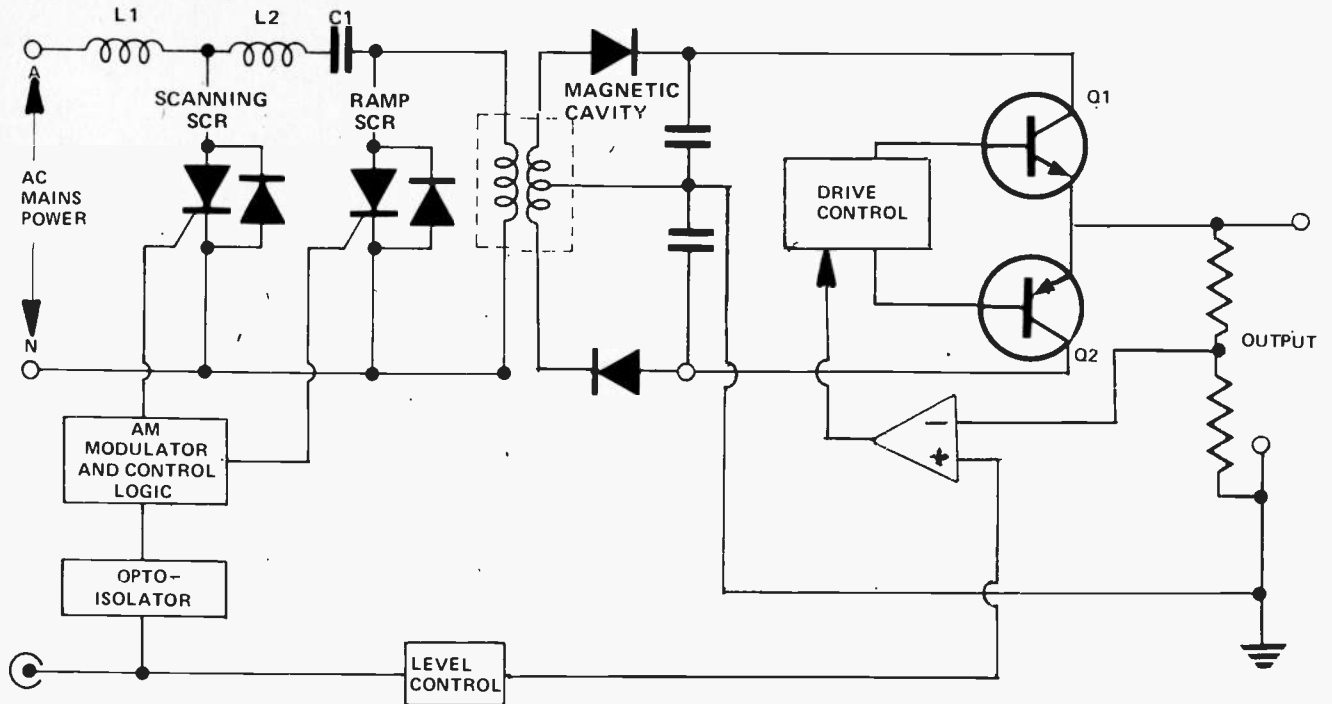 L1
L2
C1
A
SCANNING
SCR
RAMP
SCR
MAGNETIC
CAVITY
Q1
AC
MAINS
POWER
DRIVE
CONTROL
N
Q2
OUTPUT
AM
MODULATOR
AND CONTROL
LOGIC
−
+
OPTO-
ISOLATOR
LEVEL
CONTROL